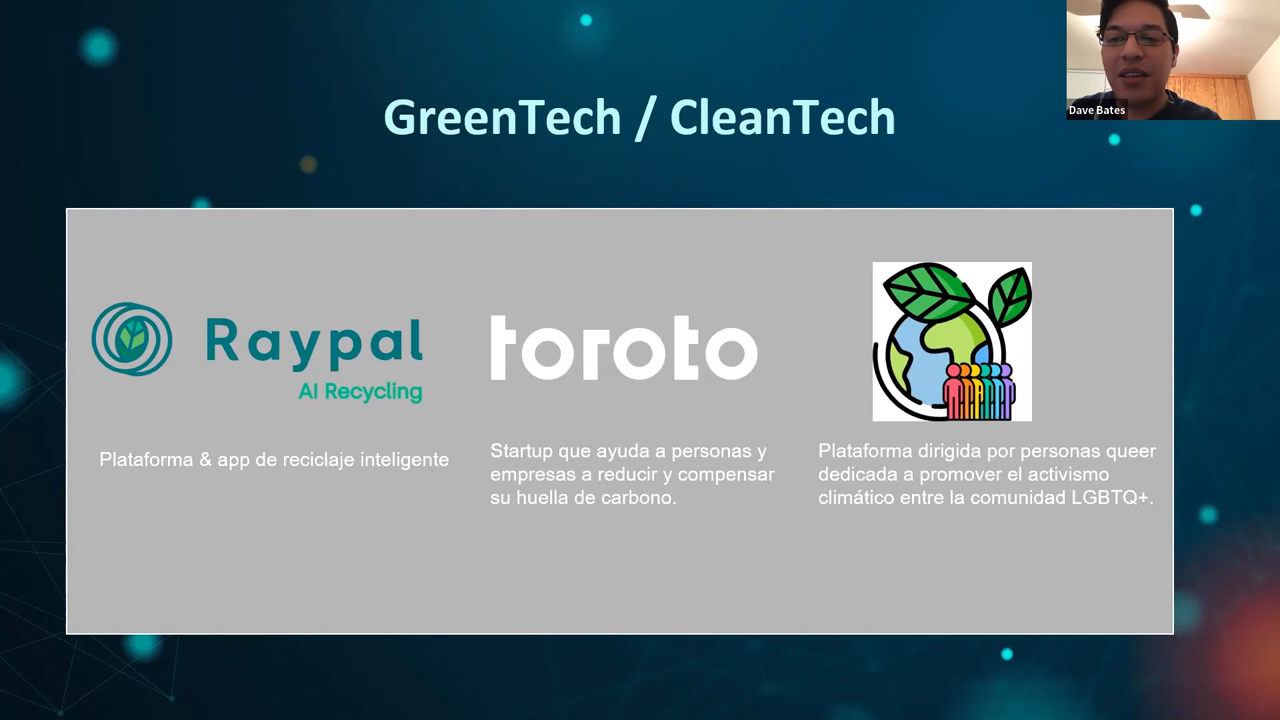 Dave Bates
GreenTech / CleanTech
Raypal
AI Recycling
Plataforma & app de reciclaje inteligente
toroto
Startup que ayuda a personas y
empresas a reducir y compensar
su huella de carbono.
Plataforma dirigida por personas queer
dedicada a promover el activismo
climático entre la comunidad LGBTQ+.